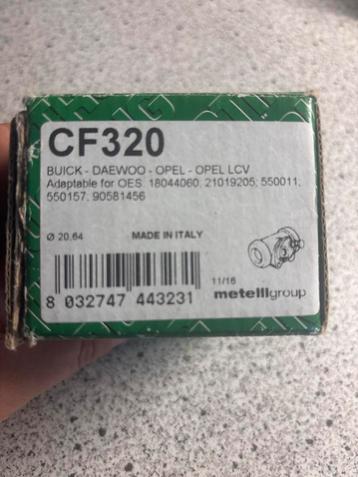 CF320
BUICK - DAEWOO - OPEL - OPEL LCV
Adaptable for OES: 18044060; 21019205; 550011;
550157; 90581456
Ø 20,64
MADE IN ITALY
11/16
8 032747 443231
metelligroup